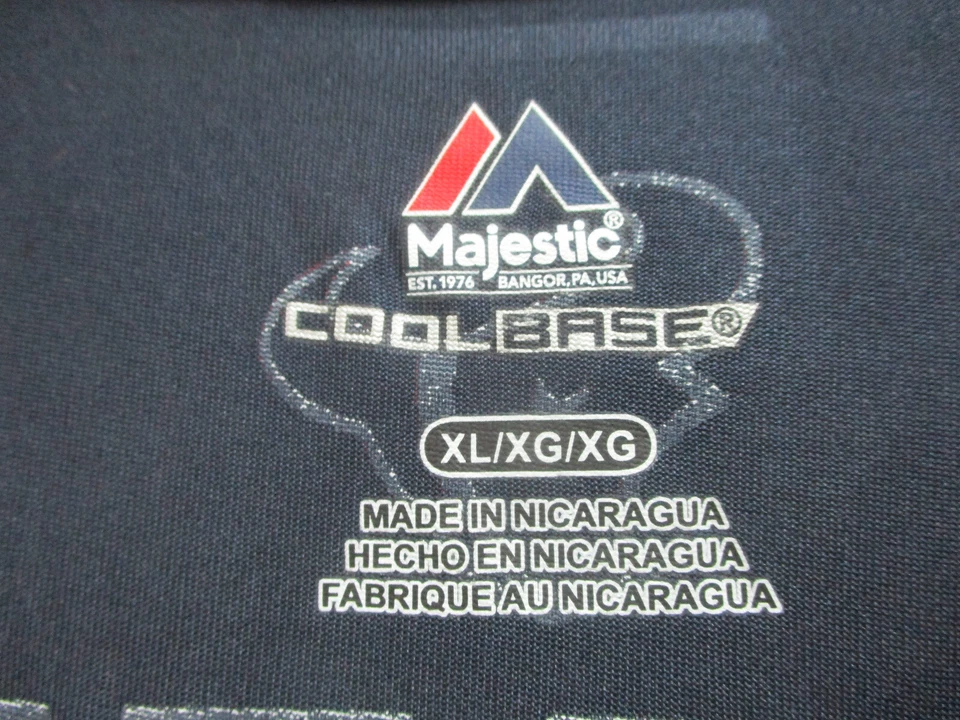 Majestic®
EST. 1976 BANGOR, PA, USA
COOLBASE®
XL/XG/XG
MADE IN NICARAGUA
HECHO EN NICARAGUA
FABRIQUE AU NICARAGUA